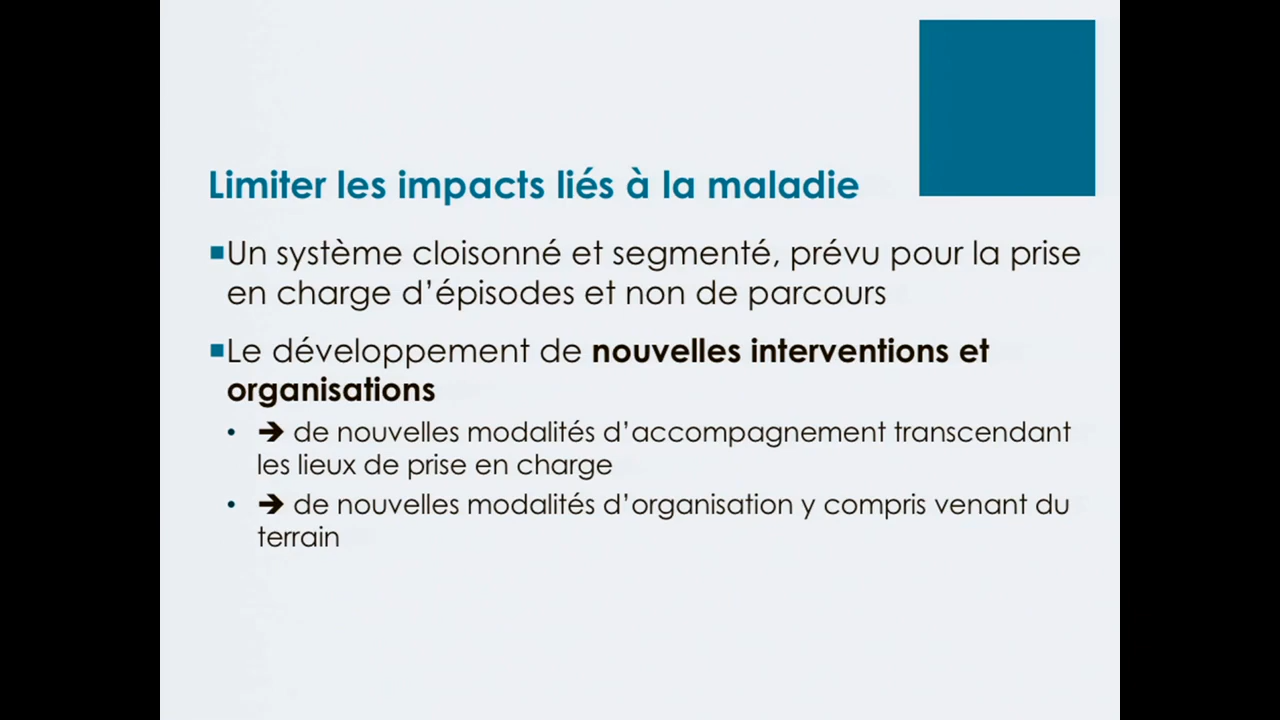 Limiter les impacts liés à la maladie
▪Un système cloisonné et segmenté, prévu pour la prise
en charge d’épisodes et non de parcours
▪Le développement de nouvelles interventions et
organisations
• ➔ de nouvelles modalités d’accompagnement transcendant
les lieux de prise en charge
• ➔ de nouvelles modalités d’organisation y compris venant du
terrain